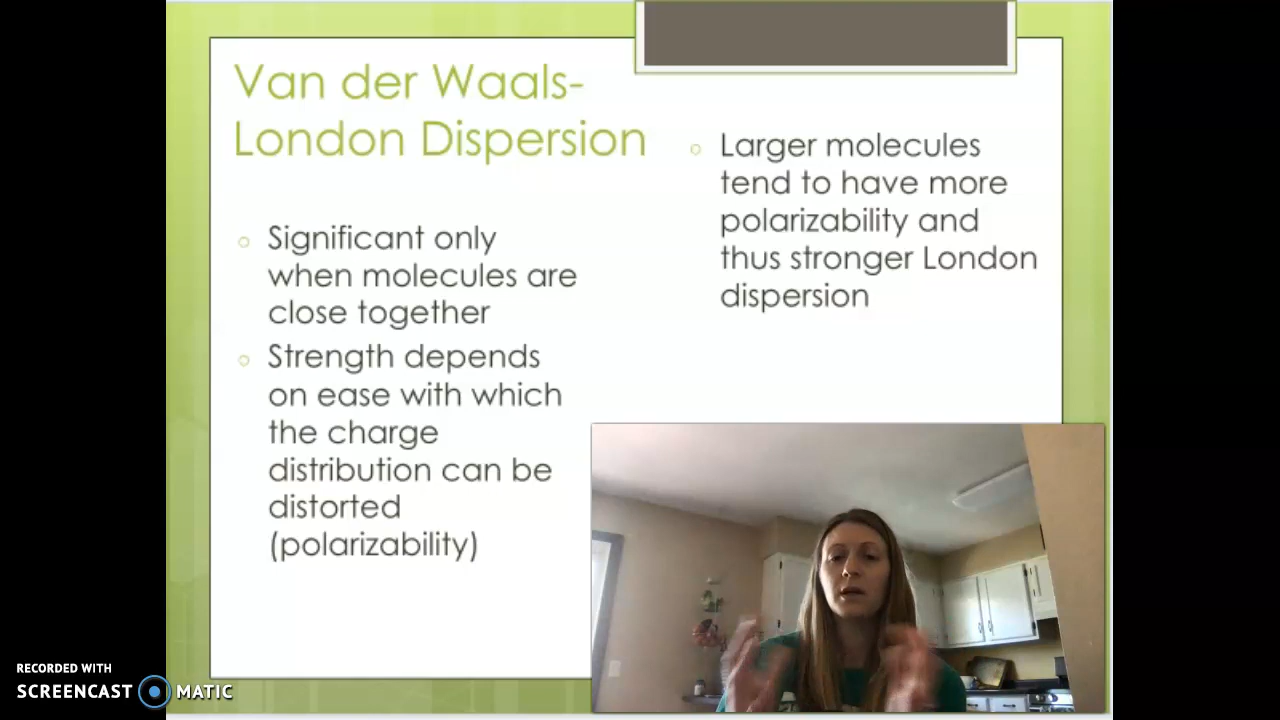 Van der Waals-
London Dispersion
Significant only
when molecules are
close together
Strength depends
on ease with which
the charge
distribution can be
distorted
(polarizability)
Larger molecules
tend to have more
polarizability and
thus stronger London
dispersion
RECORDED WITH
SCREENCAST MATIC